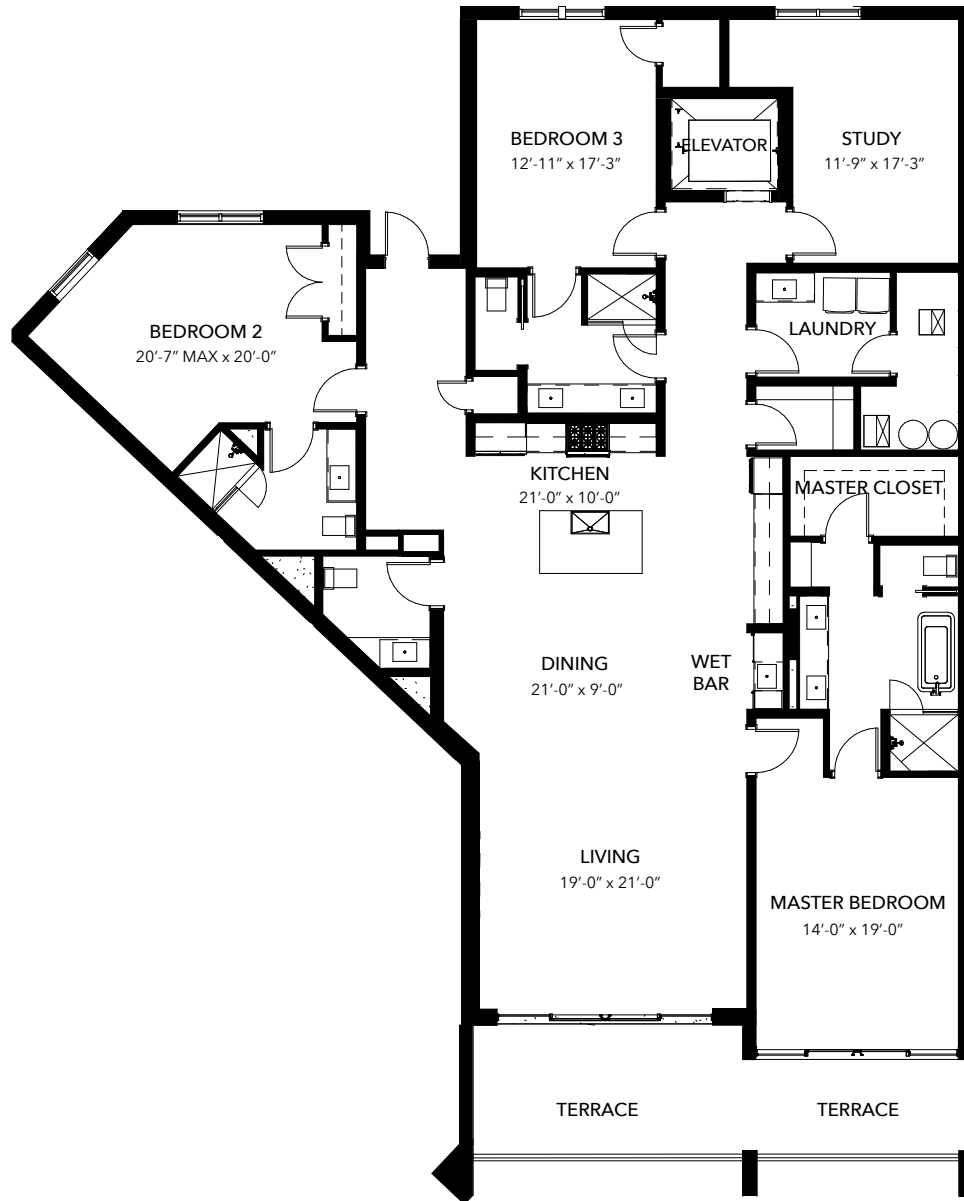 BEDROOM 3
12'-11" x 17'-3"
ELEVATOR
STUDY
11'-9" x 17'-3"
BEDROOM 2
20'-7" MAX x 20'-0"
LAUNDRY
KITCHEN
21'-0" x 10'-0"
MASTER CLOSET
DINING
21'-0" x 9'-0"
WET
BAR
LIVING
19'-0" x 21'-0"
MASTER BEDROOM
14'-0" x 19'-0"
TERRACE
TERRACE